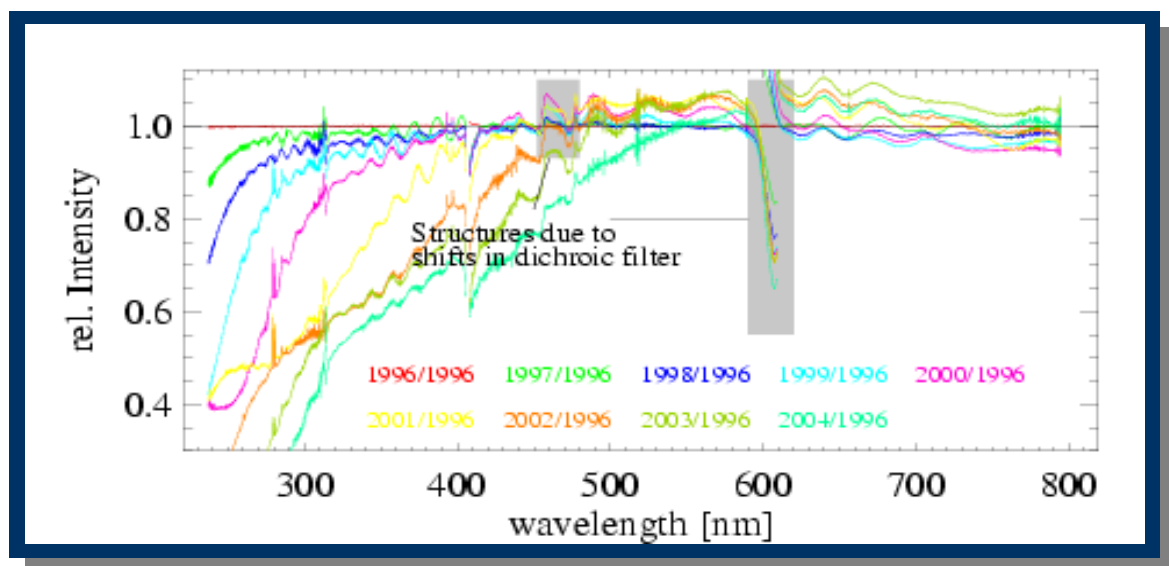 rel. Intensity
1.0
0.8
0.6
0.4
Structures due to
shifts in dichroic filter
1996/1996 1997/1996 1998/1996 1999/1996 2000/1996
2001/1996 2002/1996 2003/1996 2004/1996
300 400 500 600 700 800
wavelength [nm]